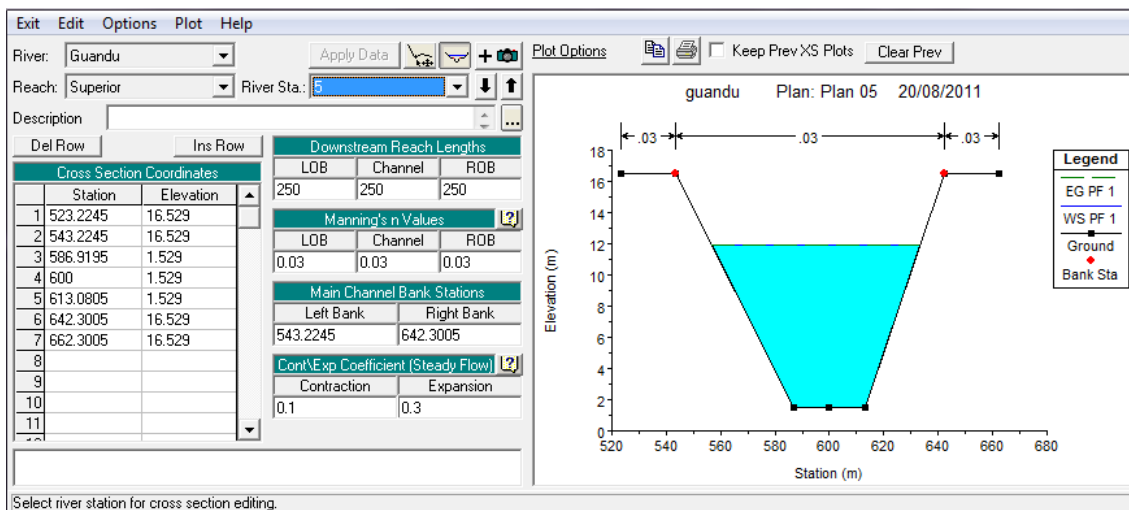 Exit Edit Options Plot Help
River: Guandu Apply Data + Plot Options Keep Prev XS Plots Clear Prev
Reach: Superior River Sta.: 5
Description ...
Del Row Ins Row
Cross Section Coordinates
Station Elevation
1 523.2245 16.529
2 543.2245 16.529
3 586.9195 1.529
4 600 1.529
5 613.0805 1.529
6 642.3005 16.529
7 662.3005 16.529
8
9
10
11
Downstream Reach Lengths
LOB Channel ROB
250 250 250
Manning's n Values ?
LOB Channel ROB
0.03 0.03 0.03
Main Channel Bank Stations
Left Bank Right Bank
543.2245 642.3005
Cont\Exp Coefficient (Steady Flow) ?
Contraction Expansion
0.1 0.3
guandu Plan: Plan 05 20/08/2011
.03 .03 .03
18
16
14
12
10
8
6
4
2
0
Elevation (m)
520 540 560 580 600 620 640 660 680
Station (m)
Legend
EG PF 1
WS PF 1
Ground
Bank Sta
Select river station for cross section editing.